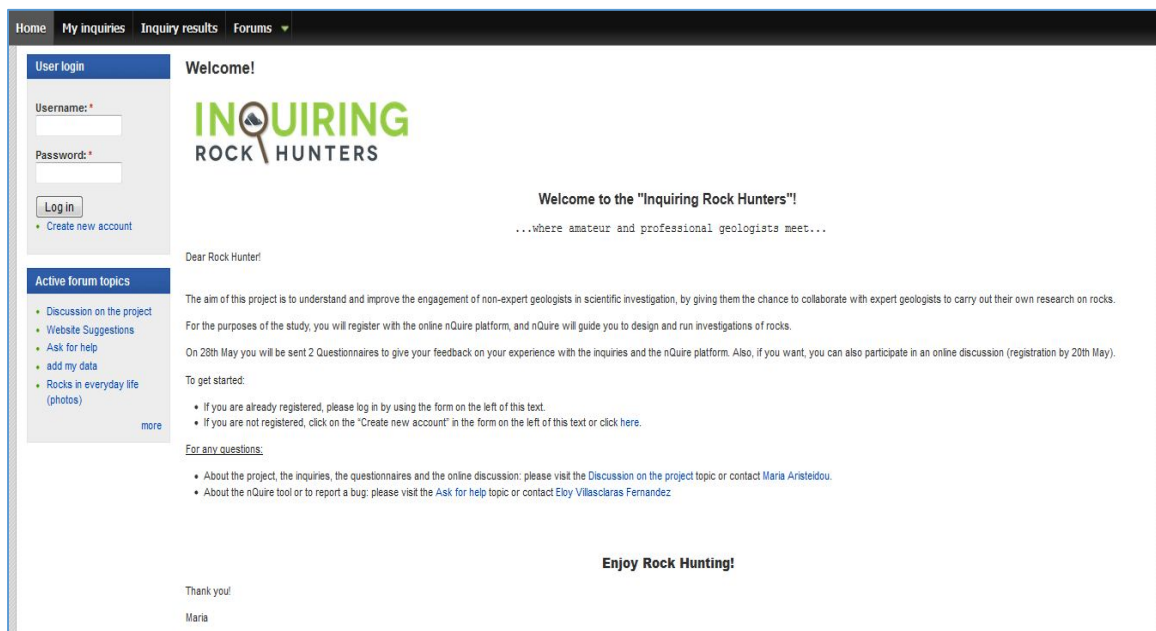 Home My inquiries Inquiry results Forums
User login
Username: *
Password: *
Log in
Create new account
Active forum topics
Discussion on the project
Website Suggestions
Ask for help
add my data
Rocks in everyday life
(photos)
more
Welcome!
INQUIRING
ROCK HUNTERS
Welcome to the "Inquiring Rock Hunters"!
...where amateur and professional geologists meet...
Dear Rock Hunter!
The aim of this project is to understand and improve the engagement of non-expert geologists in scientific investigation, by giving them the chance to collaborate with expert geologists to carry out their own research on rocks.
For the purposes of the study, you will register with the online nQuire platform, and nQuire will guide you to design and run investigations of rocks.
On 28th May you will be sent 2 Questionnaires to give your feedback on your experience with the inquiries and the nQuire platform. Also, if you want, you can also participate in an online discussion (registration by 20th May).
To get started:
If you are already registered, please log in by using the form on the left of this text.
If you are not registered, click on the “Create new account” in the form on the left of this text or click here.
For any questions:
About the project, the inquiries, the questionnaires and the online discussion: please visit the Discussion on the project topic or contact Maria Aristeidou.
About the nQuire tool or to report a bug: please visit the Ask for help topic or contact Eloy Villasclaras Fernandez
Enjoy Rock Hunting!
Thank you!
Maria